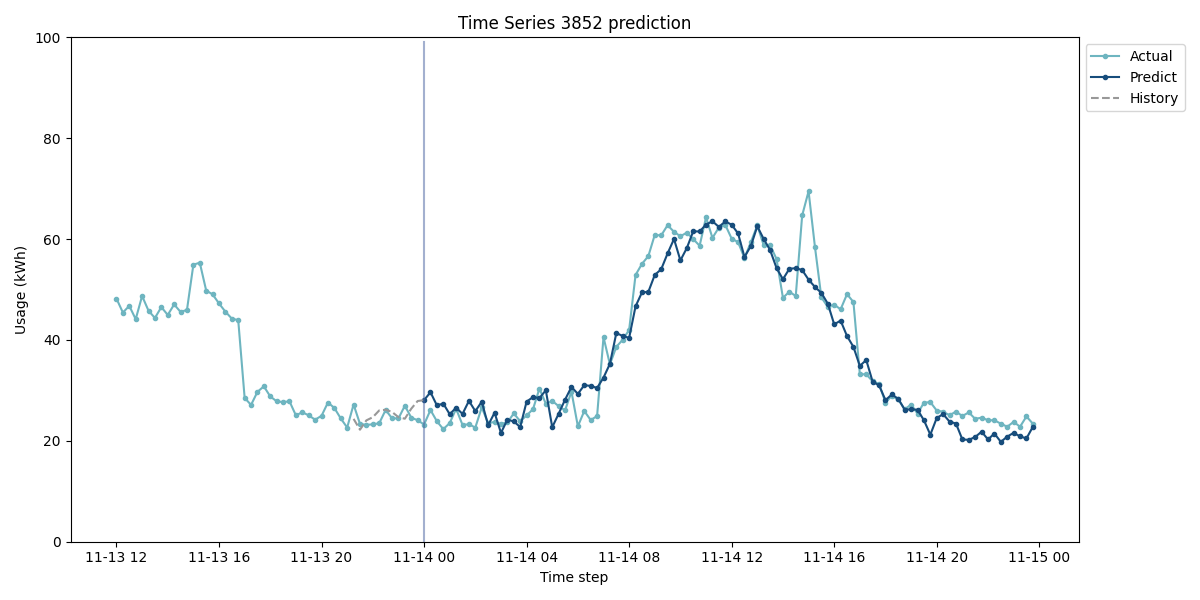 Time Series 3852 prediction
100
80
60
40
20
0
Usage (kWh)
11-13 12
11-13 16
11-13 20
11-14 00
11-14 04
11-14 08
11-14 12
11-14 16
11-14 20
11-15 00
Time step
Actual
Predict
History